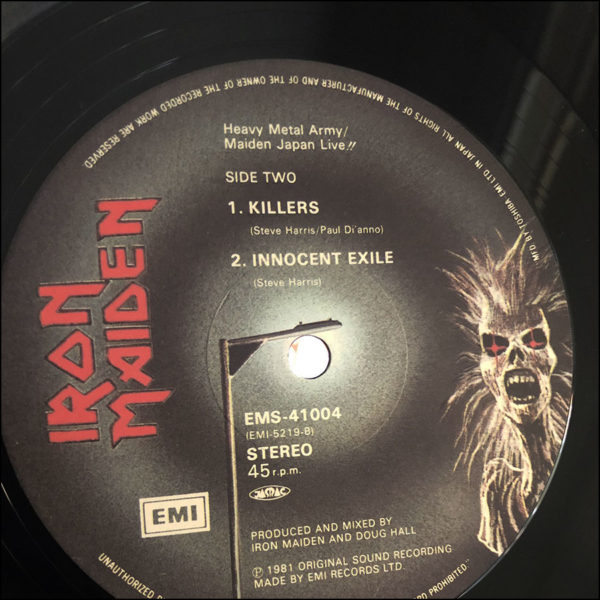 MFD BY TOSHIBA EMI LTD IN JAPAN ALL RIGHTS OF THE MANUFACTURER AND OF THE OWNER OF THE RECORDED WORK ARE RESERVED
Heavy Metal Army/
Maiden Japan Live!!
SIDE TWO
1. KILLERS
(Steve Harris/Paul Di'anno)
2. INNOCENT EXILE
(Steve Harris)
IRON
MAIDEN
EMS-41004
(EMI-5219-B)
STEREO
45 r.p.m.
JASRAC
EMI
PRODUCED AND MIXED BY
IRON MAIDEN AND DOUG HALL
Ⓟ 1981 ORIGINAL SOUND RECORDING
MADE BY EMI RECORDS LTD.
UNAUTHORIZED
PROHIBITED"